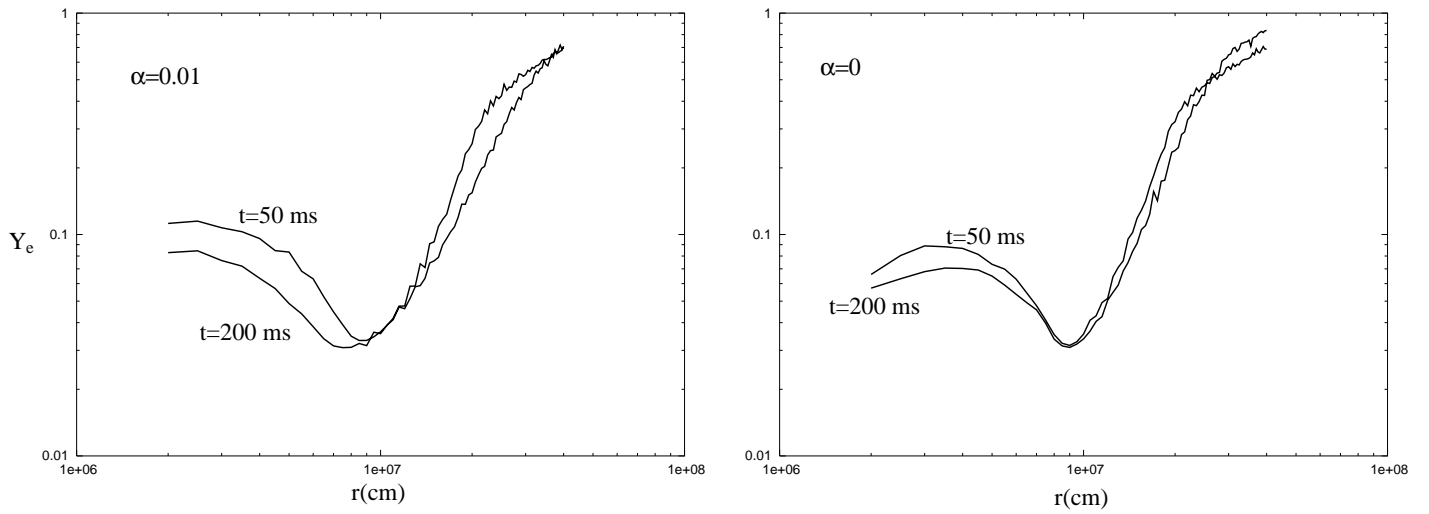 1
α=0.01
t=50 ms
0.1
Y_e
t=200 ms
0.01
1e+06
1e+07
1e+08
r(cm)
1
α=0
t=50 ms
0.1
t=200 ms
0.01
1e+06
1e+07
1e+08
r(cm)